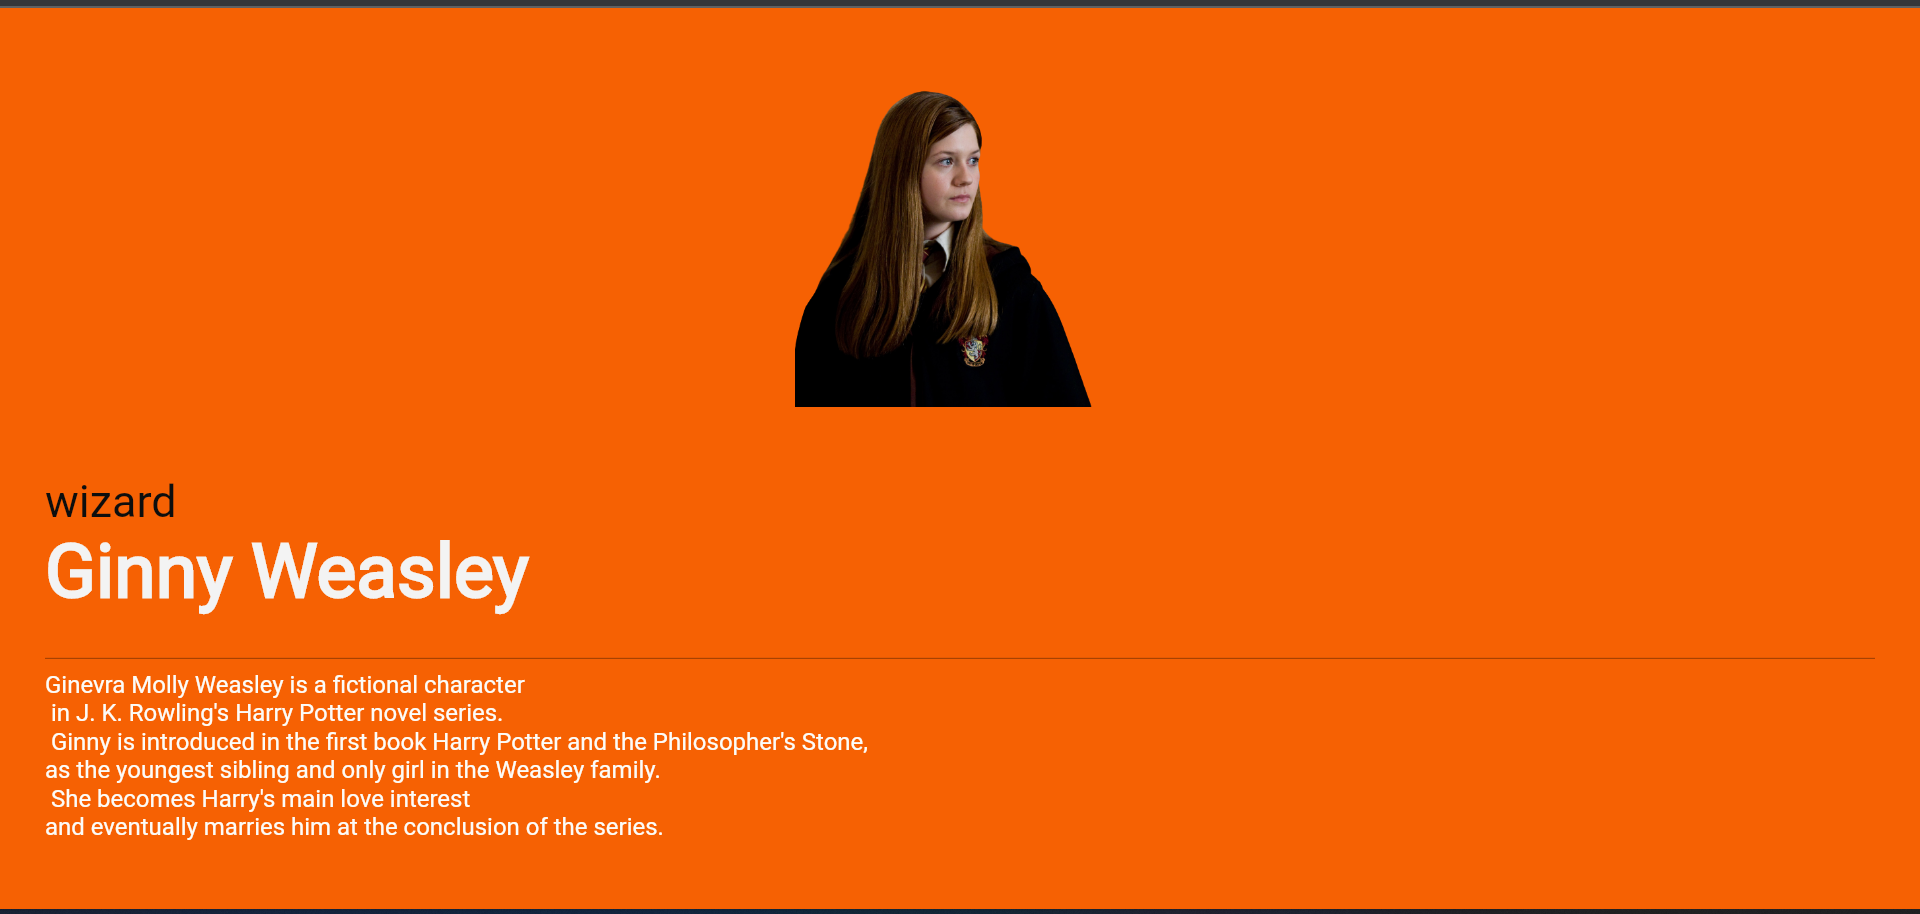 wizard
Ginny Weasley
Ginevra Molly Weasley is a fictional character
in J. K. Rowling's Harry Potter novel series.
Ginny is introduced in the first book Harry Potter and the Philosopher's Stone,
as the youngest sibling and only girl in the Weasley family.
She becomes Harry's main love interest
and eventually marries him at the conclusion of the series.